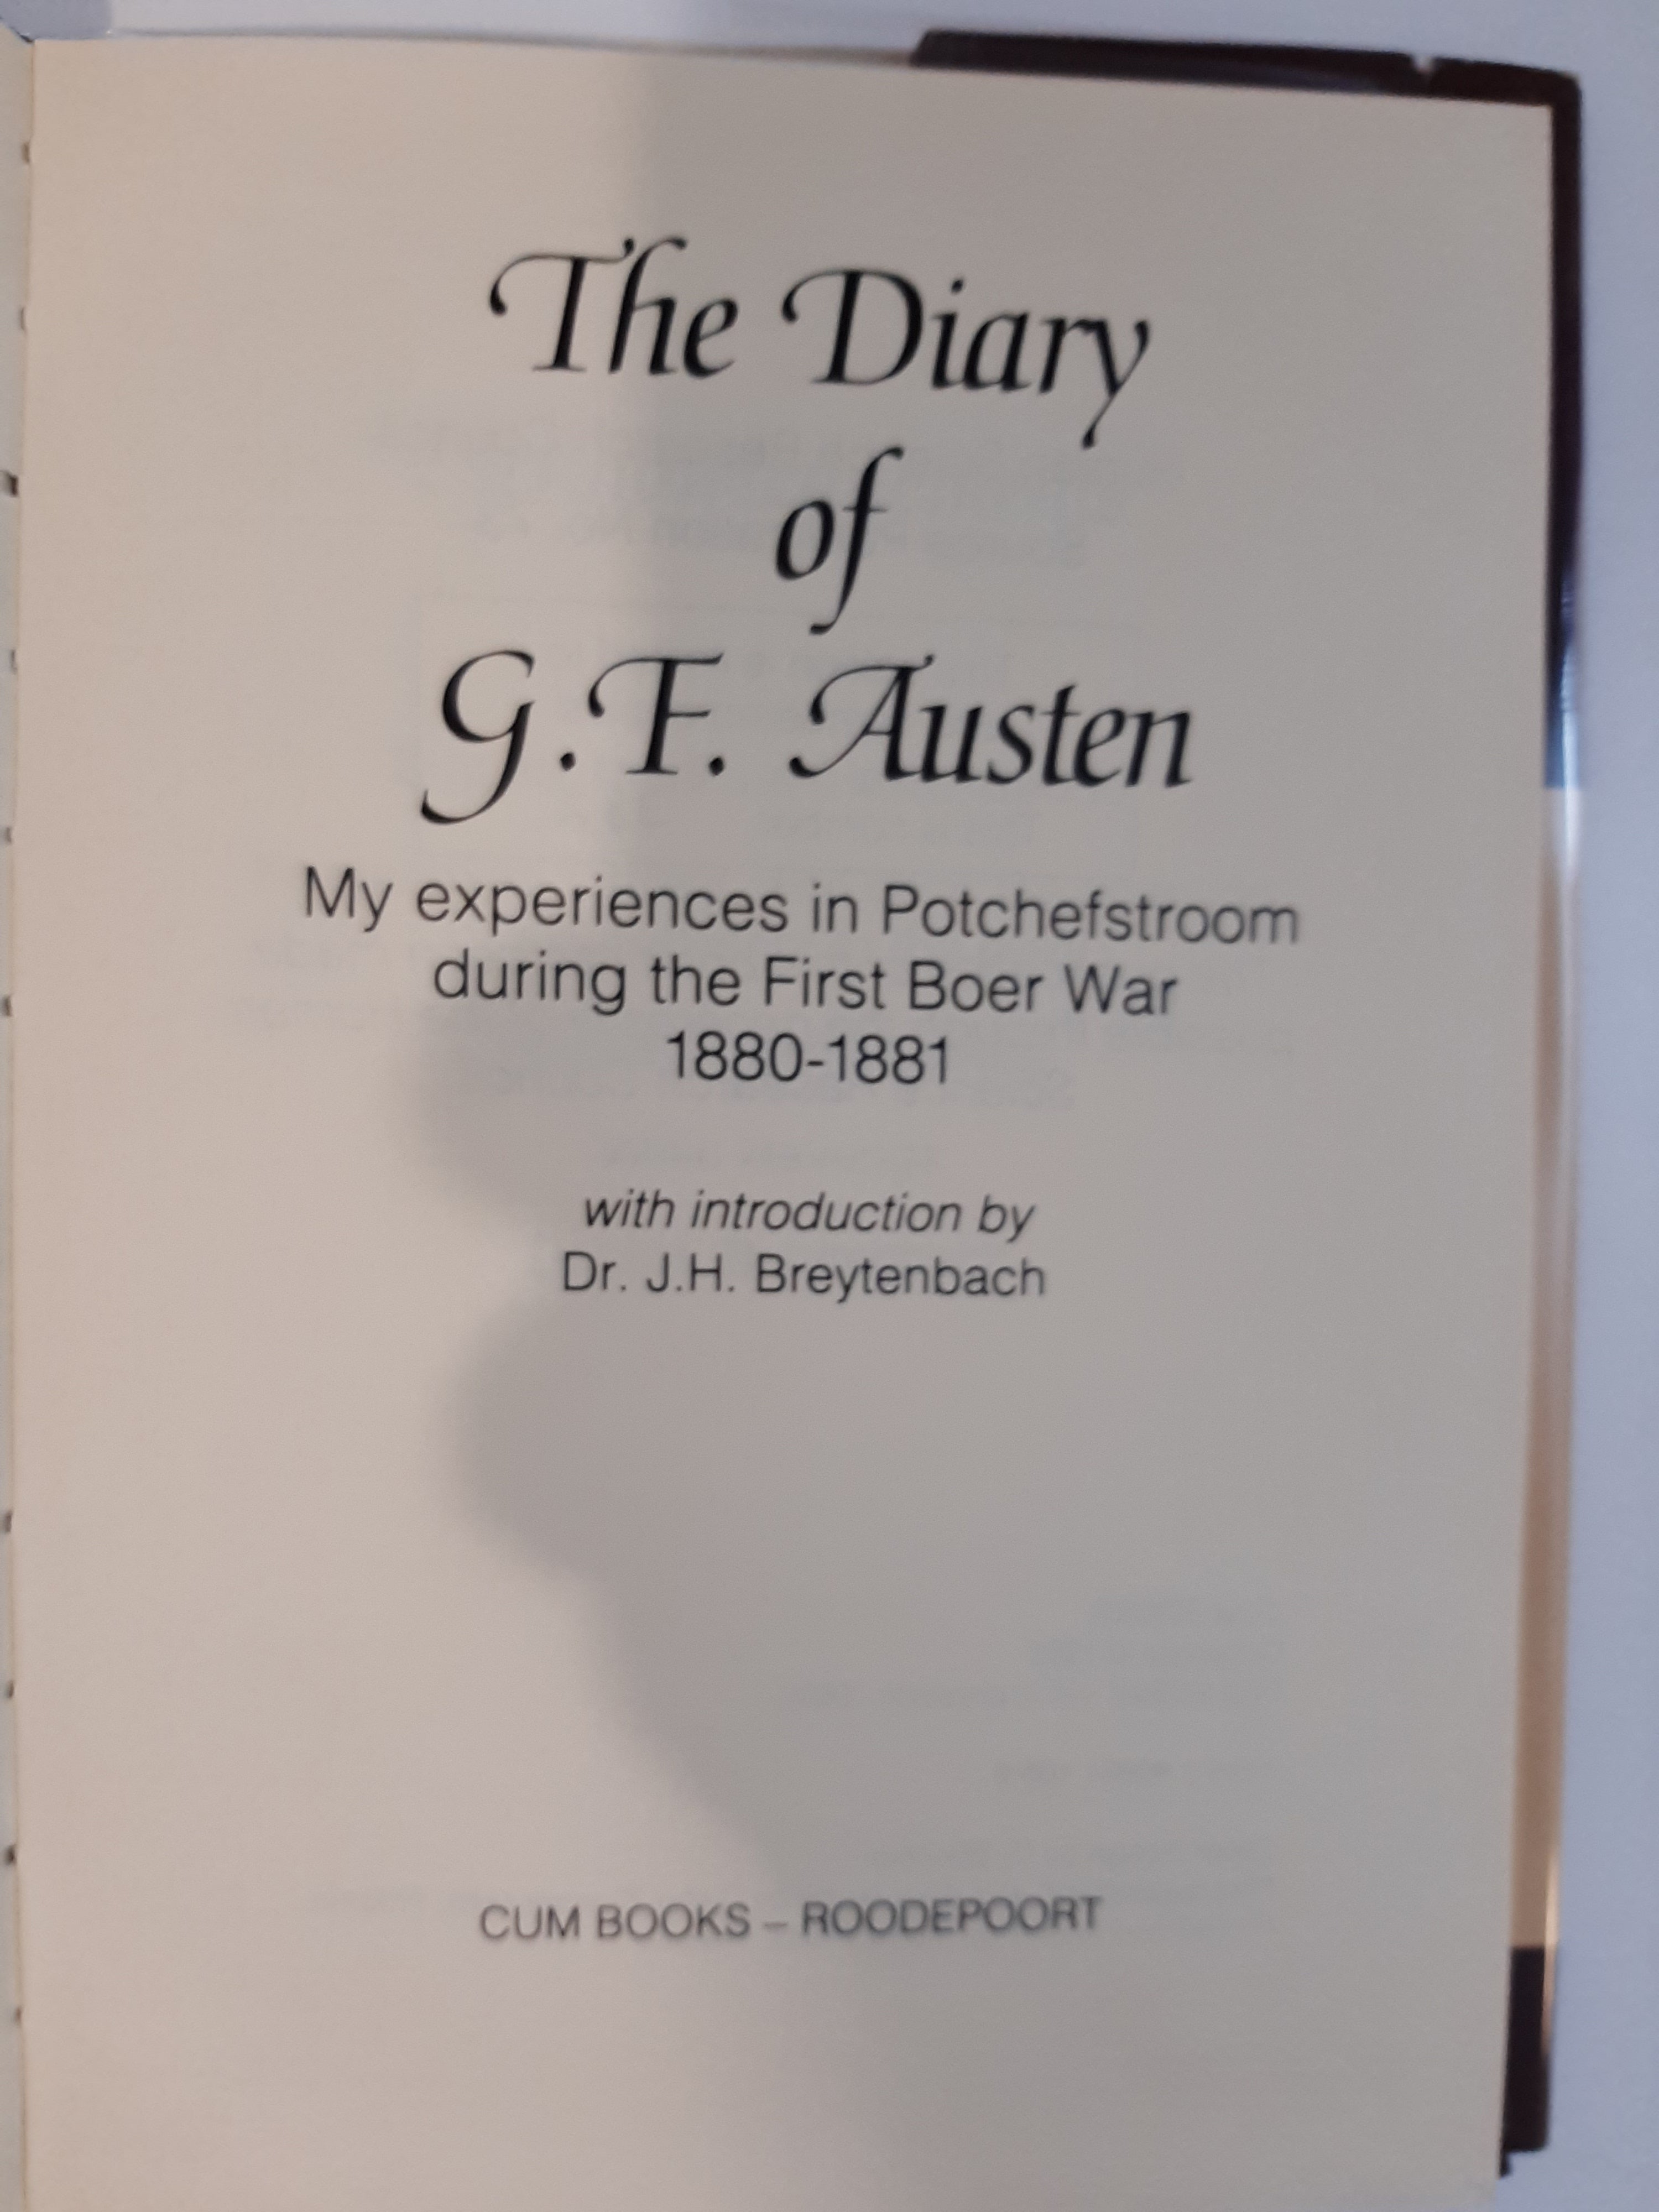 The Diary
of
G.F. Austen
My experiences in Potchefstroom
during the First Boer War
1880-1881
with introduction by
Dr. J.H. Breytenbach
CUM BOOKS – ROODEPOORT